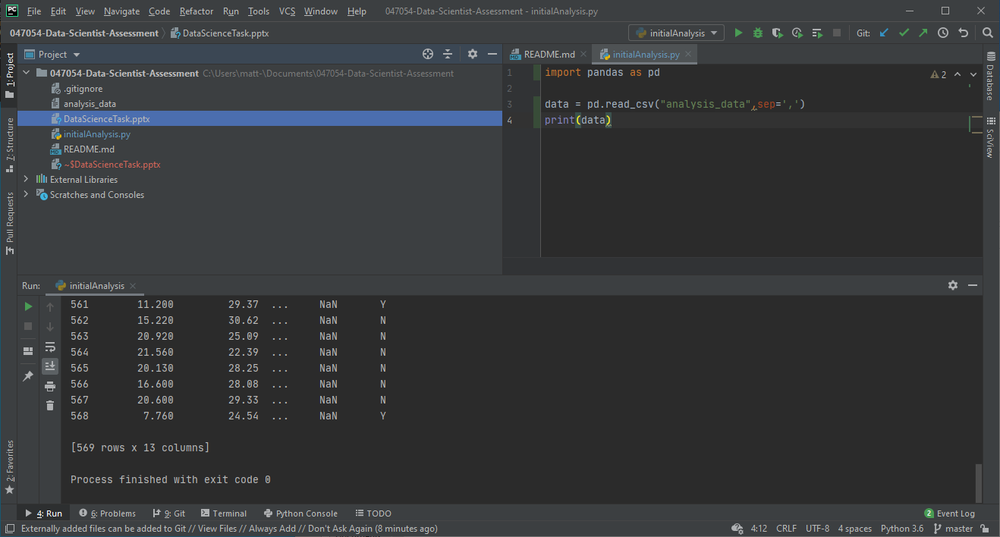 PC File Edit View Navigate Code Refactor Run Tools VCS Window Help 047054-Data-Scientist-Assessment - initialAnalysis.py
047054-Data-Scientist-Assessment DataScienceTask.pptx initialAnalysis Git:
1: Project
7: Structure
Pull Requests
2: Favorites
Project
047054-Data-Scientist-Assessment C:\Users\matt-\Documents\047054-Data-Scientist-Assessment
.gitignore
analysis_data
DataScienceTask.pptx
initialAnalysis.py
MD README.md
~$DataScienceTask.pptx
External Libraries
Scratches and Consoles
MD README.md initialAnalysis.py
1 import pandas as pd 2
2
3 data = pd.read_csv("analysis_data",sep=',')
4 print(data)
Database
SciView
Run: initialAnalysis
561 11.200 29.37 ... NaN Y
562 15.220 30.62 ... NaN N
563 20.920 25.09 ... NaN N
564 21.560 22.39 ... NaN N
565 20.130 28.25 ... NaN N
566 16.600 28.08 ... NaN N
567 20.600 29.33 ... NaN N
568 7.760 24.54 ... NaN Y
[569 rows x 13 columns]
Process finished with exit code 0
4: Run 6: Problems 9: Git Terminal Python Console TODO 2 Event Log
Externally added files can be added to Git // View Files // Always Add // Don't Ask Again (8 minutes ago) 4:12 CRLF UTF-8 4 spaces Python 3.6 master